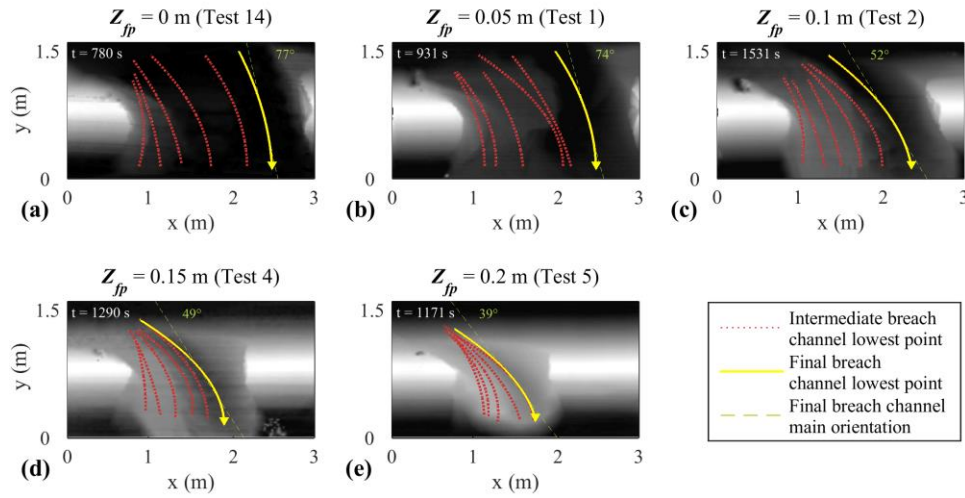 Z_fp = 0 m (Test 14)
Z_fp = 0.05 m (Test 1)
Z_fp = 0.1 m (Test 2)
1.5
y (m)
0
t = 780 s
77°
0
1
2
3
x (m)
(a)
1.5
0
t = 931 s
74°
0
1
2
3
x (m)
(b)
1.5
0
t = 1531 s
52°
0
1
2
3
x (m)
(c)
Z_fp = 0.15 m (Test 4)
Z_fp = 0.2 m (Test 5)
1.5
y (m)
0
t = 1290 s
49°
0
1
2
3
x (m)
(d)
1.5
0
t = 1171 s
39°
0
1
2
3
x (m)
(e)
Intermediate breach
channel lowest point
Final breach
channel lowest point
Final breach channel
main orientation